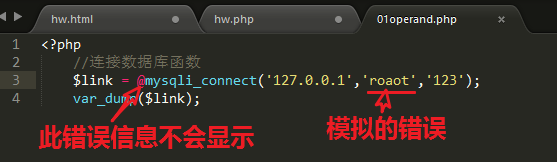 hw.html hw.php 01operand.php
1 <?php
2 //连接数据库函数
3 $link = @mysqli_connect('127.0.0.1','roaot','123');
4 var_dump($link);
此错误信息不会显示 模拟的错误